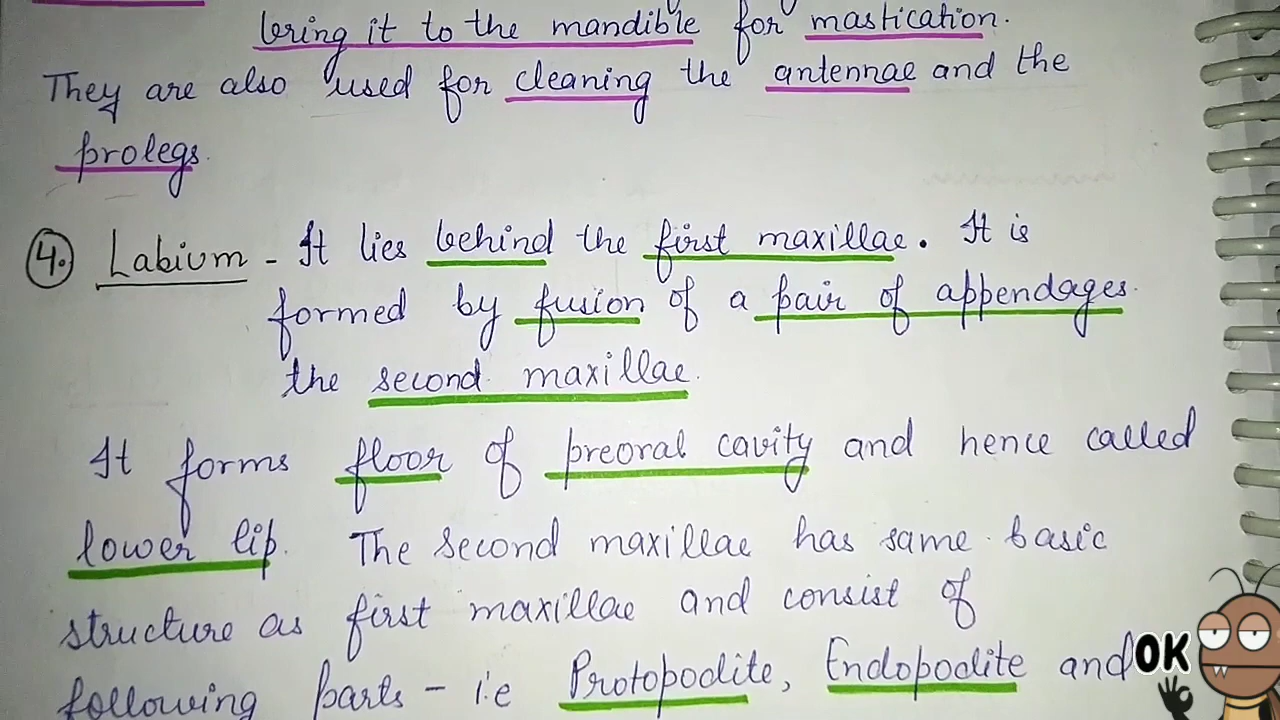 bring it to the mandible for mastication.
They are also used for cleaning the antennae and the
prolegs.
4. Labium - It lies behind the first maxillae. It is
formed by fusion of a pair of appendages.
the second maxillae.
It forms floor of preoral cavity and hence called
lower lip. The second maxillae has same basic
structure as first maxillae and consist of
following parts - i.e Protopodite, Endopodite and
OK